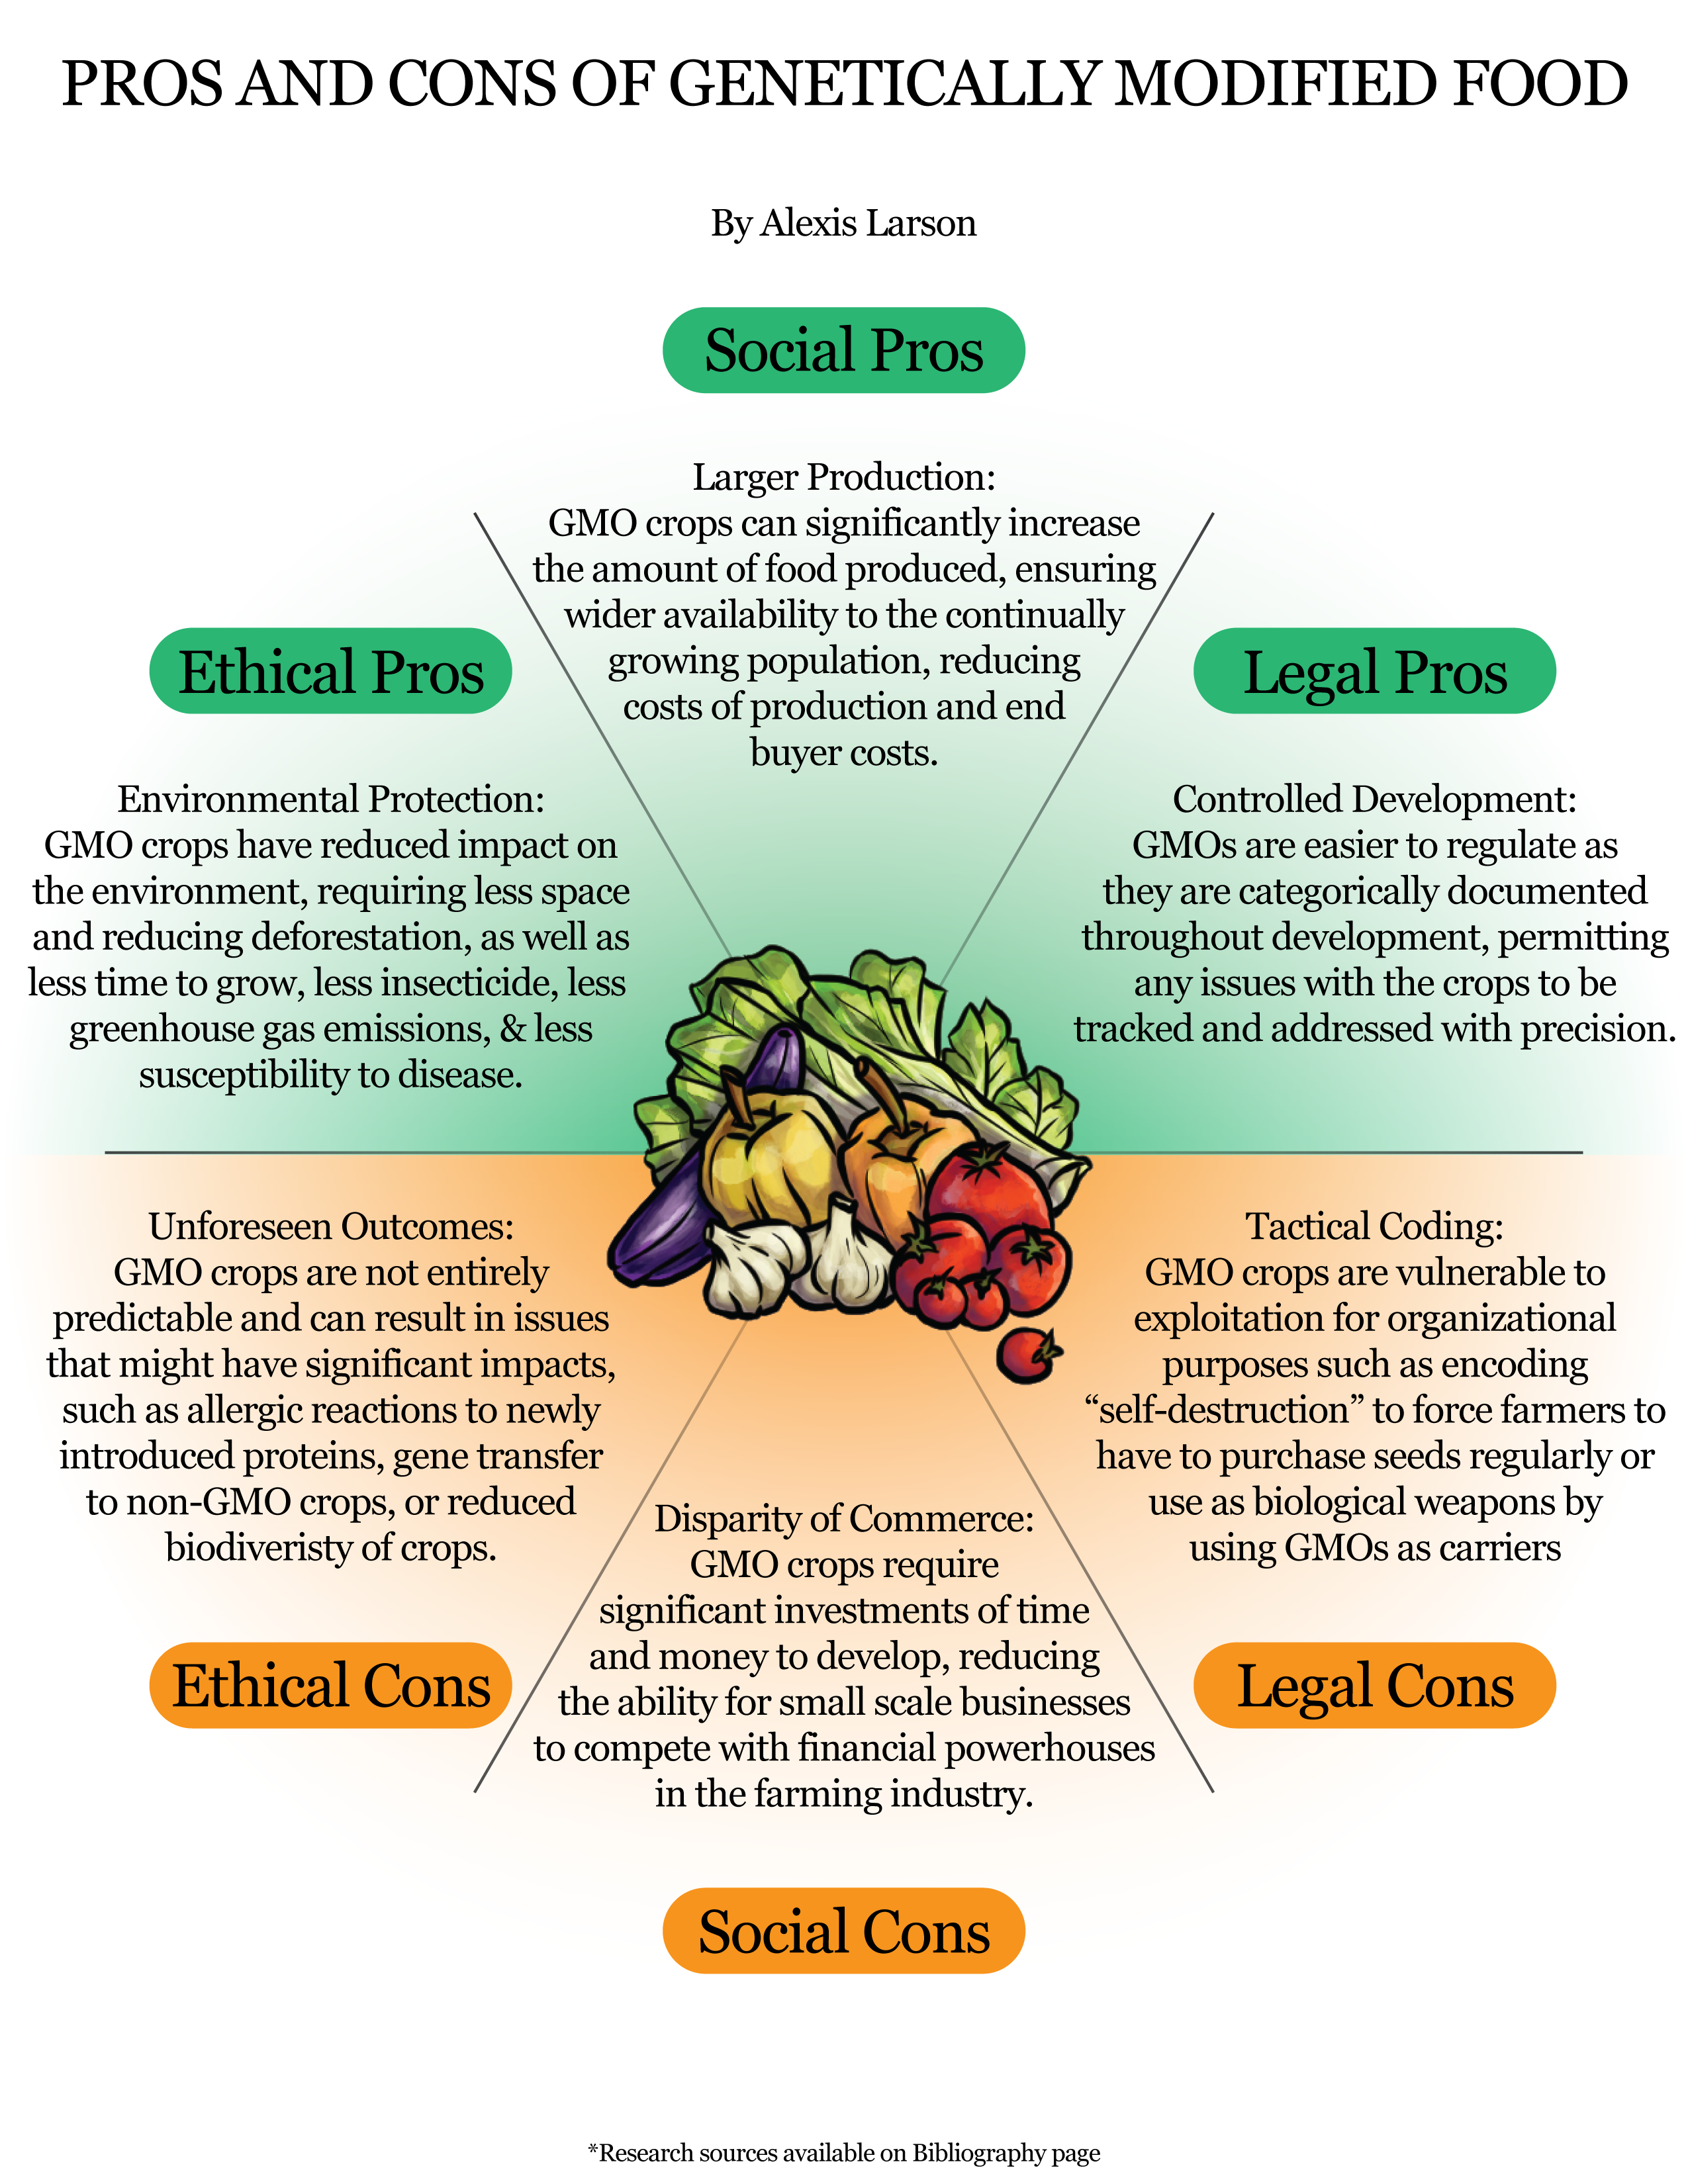 PROS AND CONS OF GENETICALLY MODIFIED FOOD
By Alexis Larson
Social Pros
Larger Production:
GMO crops can significantly increase
the amount of food produced, ensuring
wider availability to the continually
growing population, reducing
costs of production and end
buyer costs.
Ethical Pros
Environmental Protection:
GMO crops have reduced impact on
the environment, requiring less space
and reducing deforestation, as well as
less time to grow, less insecticide, less
greenhouse gas emissions, & less
susceptibility to disease.
Legal Pros
Controlled Development:
GMOs are easier to regulate as
they are categorically documented
throughout development, permitting
any issues with the crops to be
tracked and addressed with precision.
Unforeseen Outcomes:
GMO crops are not entirely
predictable and can result in issues
that might have significant impacts,
such as allergic reactions to newly
introduced proteins, gene transfer
to non-GMO crops, or reduced
biodiveristy of crops.
Ethical Cons
Disparity of Commerce:
GMO crops require
significant investments of time
and money to develop, reducing
the ability for small scale businesses
to compete with financial powerhouses
in the farming industry.
Social Cons
Tactical Coding:
GMO crops are vulnerable to
exploitation for organizational
purposes such as encoding
“self-destruction” to force farmers to
have to purchase seeds regularly or
use as biological weapons by
using GMOs as carriers
Legal Cons
*Research sources available on Bibliography page